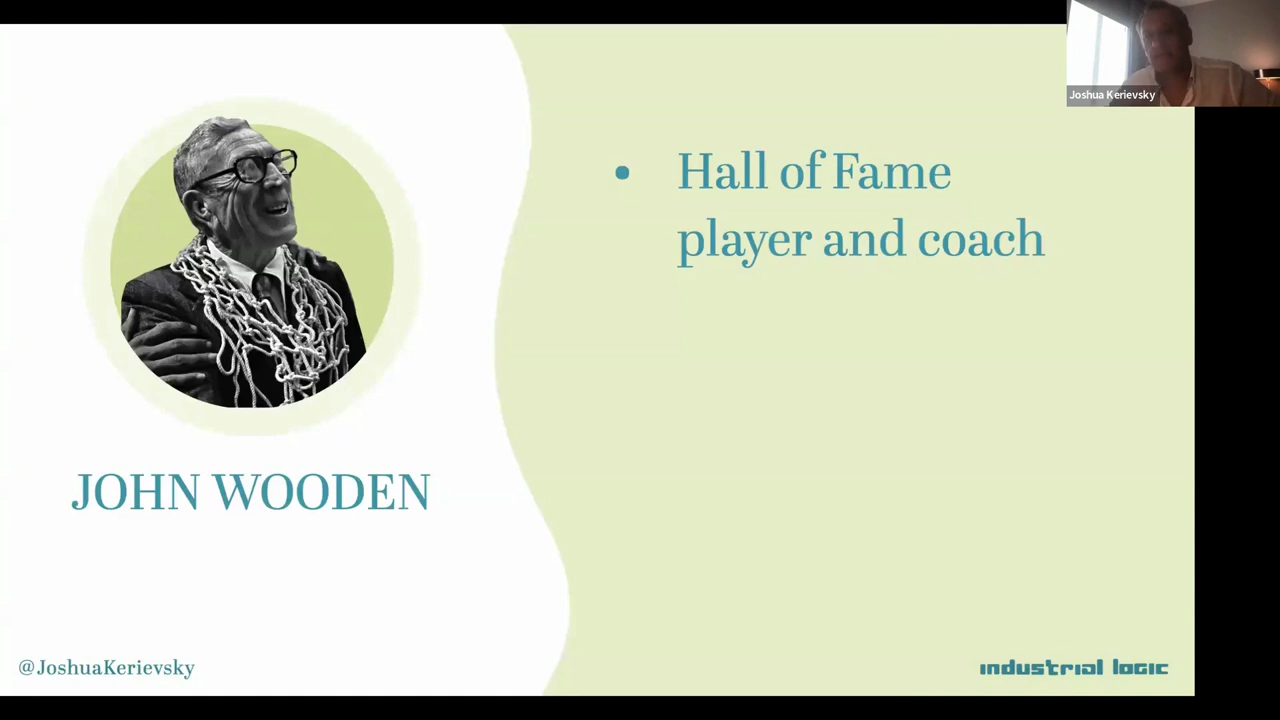 Joshua Kerievsky
• Hall of Fame
player and coach
JOHN WOODEN
@JoshuaKerievsky
industrial logic